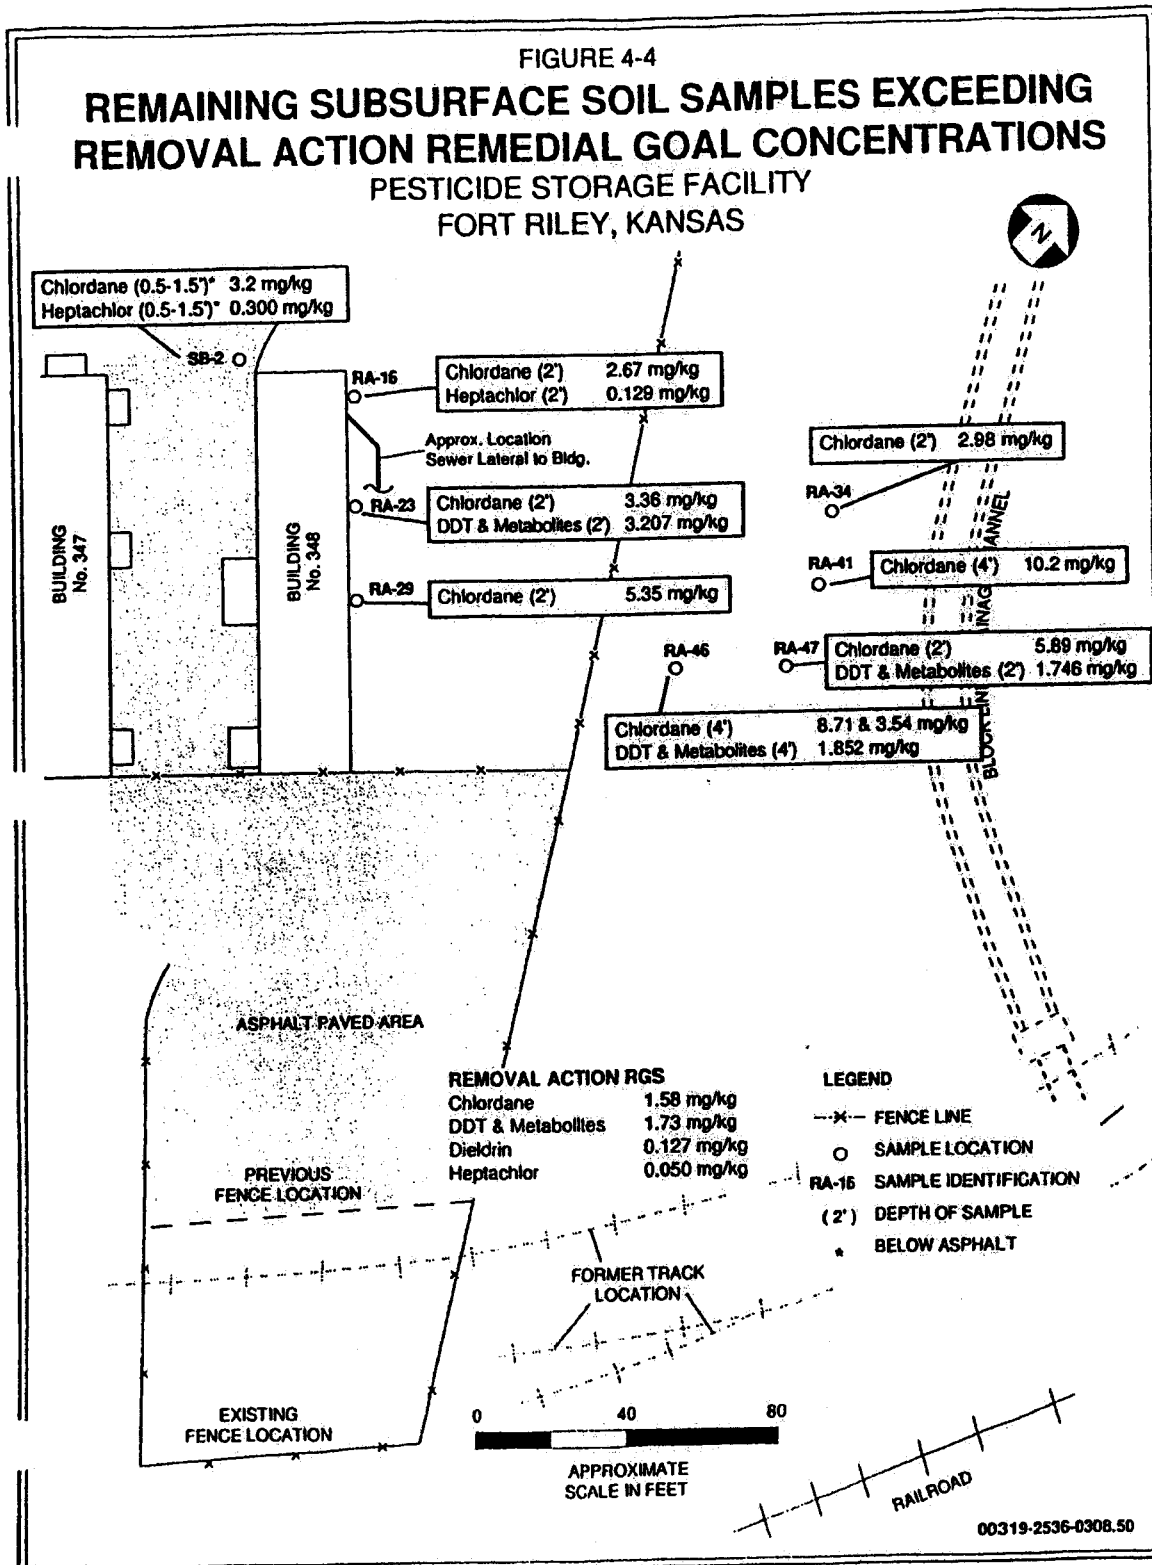 FIGURE 4-4
REMAINING SUBSURFACE SOIL SAMPLES EXCEEDING
REMOVAL ACTION REMEDIAL GOAL CONCENTRATIONS
PESTICIDE STORAGE FACILITY
FORT RILEY, KANSAS
N
Chlordane (0.5-1.5')* 3.2 mg/kg
Heptachlor (0.5-1.5')* 0.300 mg/kg
SB-2
RA-16
Chlordane (2') 2.67 mg/kg
Heptachlor (2') 0.129 mg/kg
Approx. Location
Sewer Lateral to Bldg.
Chlordane (2') 2.98 mg/kg
RA-34
RA-23
Chlordane (2') 3.36 mg/kg
DDT & Metabolites (2') 3.207 mg/kg
BUILDING
No. 347
BUILDING
No. 348
RA-41
Chlordane (4') 10.2 mg/kg
RA-29
Chlordane (2') 5.35 mg/kg
RA-46
RA-47
Chlordane (2') 5.89 mg/kg
DDT & Metabolites (2') 1.746 mg/kg
Chlordane (4') 8.71 & 3.54 mg/kg
DDT & Metabolites (4') 1.852 mg/kg
ASPHALT PAVED AREA
REMOVAL ACTION RGS
Chlordane 1.58 mg/kg
DDT & Metabolites 1.73 mg/kg
Dieldrin 0.127 mg/kg
Heptachlor 0.050 mg/kg
LEGEND
FENCE LINE
SAMPLE LOCATION
RA-16 SAMPLE IDENTIFICATION
(2') DEPTH OF SAMPLE
* BELOW ASPHALT
PREVIOUS
FENCE LOCATION
FORMER TRACK
LOCATION
EXISTING
FENCE LOCATION
0 40 80
APPROXIMATE
SCALE IN FEET
RAILROAD
00319-2536-0308.50